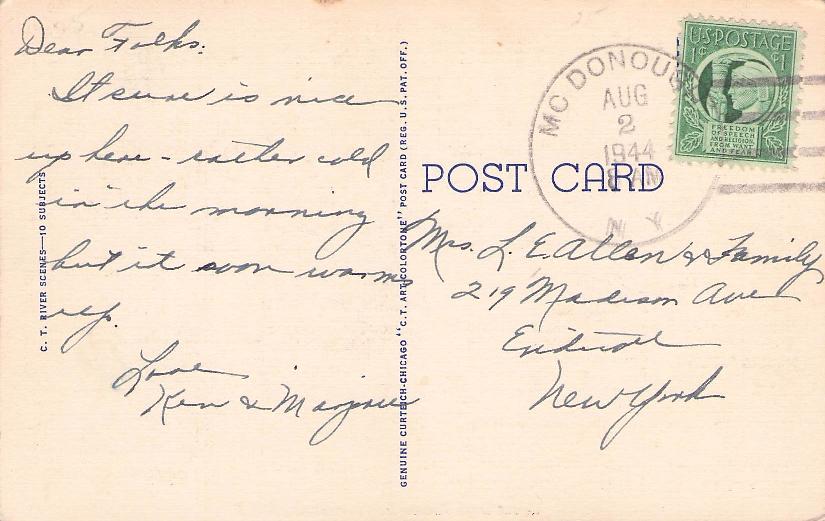 Dear Folks:
It sure is nice
up here - rather cold
in the morning
but it soon warms
up.
Love
Ken & Marjorie
C. T. RIVER SCENES—10 SUBJECTS
GENUINE CURTEICH-CHICAGO "C.T. ART-COLORTONE" POST CARD (REG. U.S. PAT. OFF.)
POST CARD
MC DONOUGH
AUG
2
1944
8 AM
N Y
U.S. POSTAGE
1¢ ¢1
FREEDOM
OF SPEECH
AND RELIGION,
FROM WANT
AND FEAR
Mrs. L. E. Allen & Family
219 Madison Ave
Endicott
New York